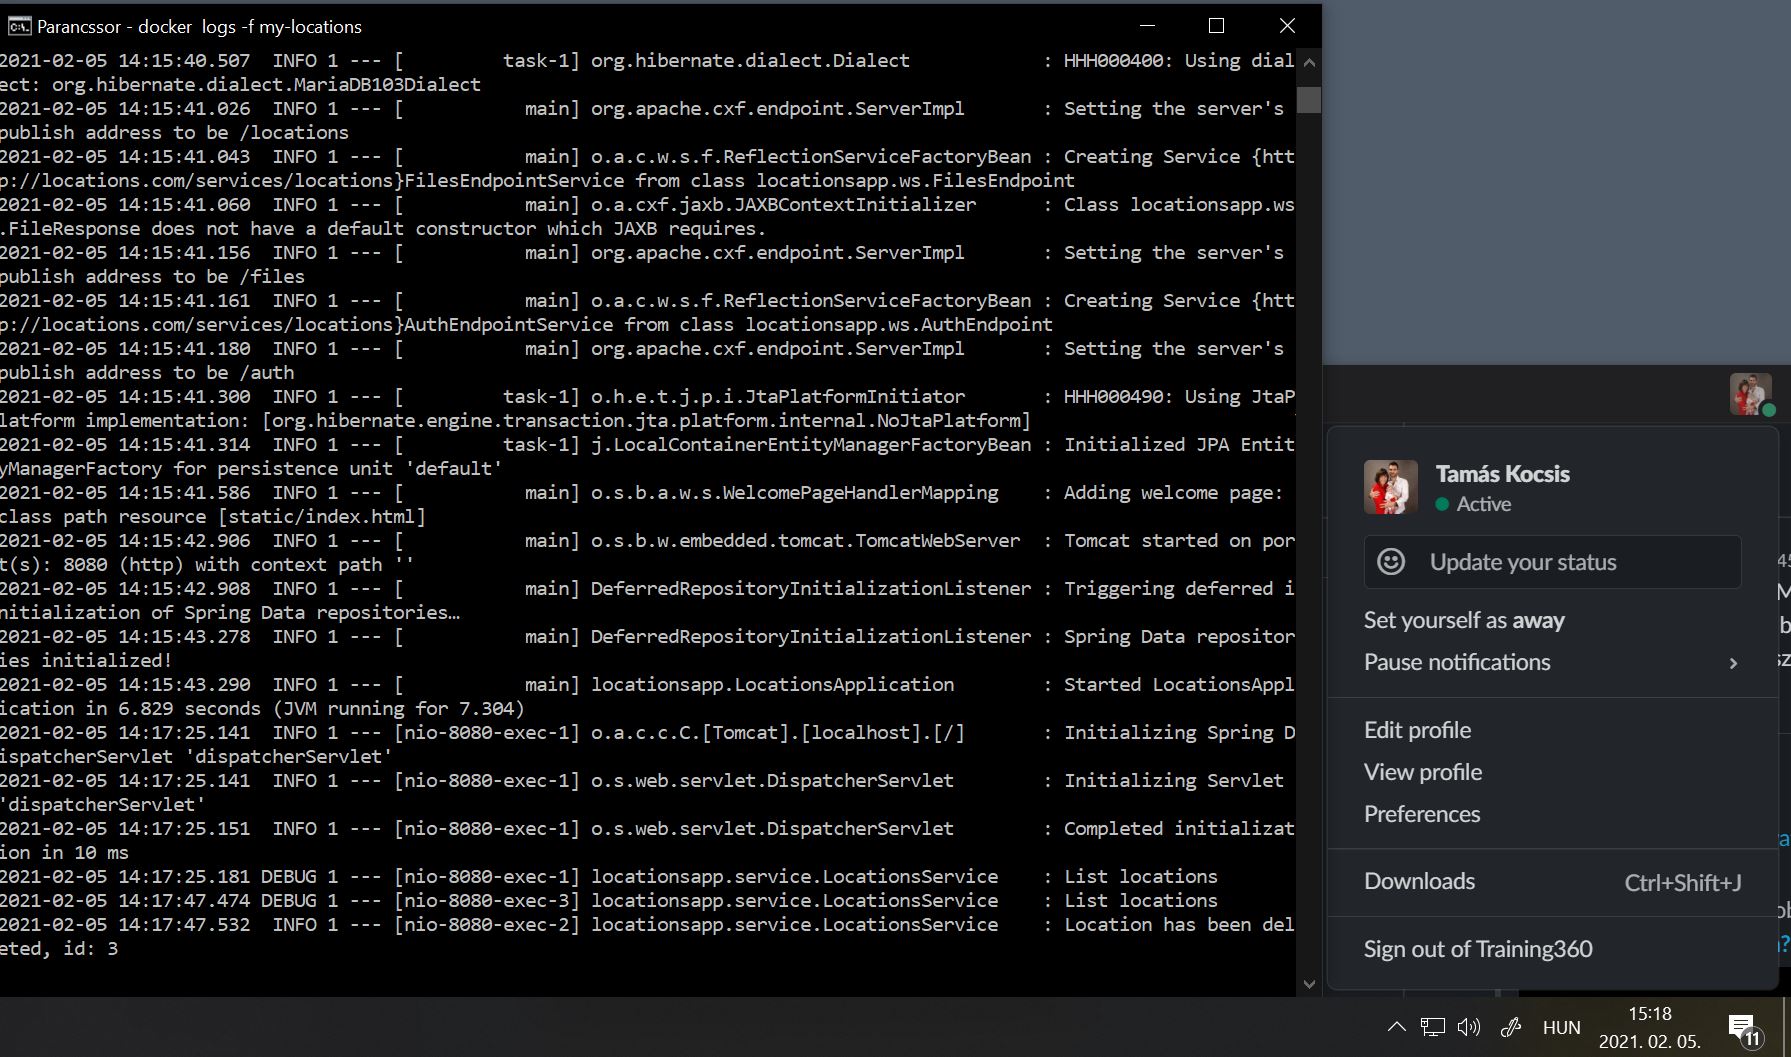 Parancssor - docker  logs -f my-locations
2021-02-05 14:15:40.507  INFO 1 --- [         task-1] org.hibernate.dialect.Dialect            : HHH000400: Using dial
ect: org.hibernate.dialect.MariaDB103Dialect
2021-02-05 14:15:41.026  INFO 1 --- [           main] org.apache.cxf.endpoint.ServerImpl       : Setting the server's
publish address to be /locations
2021-02-05 14:15:41.043  INFO 1 --- [           main] o.a.c.w.s.f.ReflectionServiceFactoryBean : Creating Service {htt
p://locations.com/services/locations}FilesEndpointService from class locationsapp.ws.FilesEndpoint
2021-02-05 14:15:41.060  INFO 1 --- [           main] o.a.cxf.jaxb.JAXBContextInitializer      : Class locationsapp.ws
.FileResponse does not have a default constructor which JAXB requires.
2021-02-05 14:15:41.156  INFO 1 --- [           main] org.apache.cxf.endpoint.ServerImpl       : Setting the server's
publish address to be /files
2021-02-05 14:15:41.161  INFO 1 --- [           main] o.a.c.w.s.f.ReflectionServiceFactoryBean : Creating Service {htt
p://locations.com/services/locations}AuthEndpointService from class locationsapp.ws.AuthEndpoint
2021-02-05 14:15:41.180  INFO 1 --- [           main] org.apache.cxf.endpoint.ServerImpl       : Setting the server's
publish address to be /auth
2021-02-05 14:15:41.300  INFO 1 --- [         task-1] o.h.e.t.j.p.i.JtaPlatformInitiator       : HHH000490: Using JtaP
latform implementation: [org.hibernate.engine.transaction.jta.platform.internal.NoJtaPlatform]
2021-02-05 14:15:41.314  INFO 1 --- [         task-1] j.LocalContainerEntityManagerFactoryBean : Initialized JPA Entit
yManagerFactory for persistence unit 'default'
2021-02-05 14:15:41.586  INFO 1 --- [           main] o.s.b.a.w.s.WelcomePageHandlerMapping    : Adding welcome page:
class path resource [static/index.html]
2021-02-05 14:15:42.906  INFO 1 --- [           main] o.s.b.w.embedded.tomcat.TomcatWebServer  : Tomcat started on por
t(s): 8080 (http) with context path ''
2021-02-05 14:15:42.908  INFO 1 --- [           main] DeferredRepositoryInitializationListener : Triggering deferred i
nitialization of Spring Data repositories…
2021-02-05 14:15:43.278  INFO 1 --- [           main] DeferredRepositoryInitializationListener : Spring Data repositor
ies initialized!
2021-02-05 14:15:43.290  INFO 1 --- [           main] locationsapp.LocationsApplication        : Started LocationsAppl
ication in 6.829 seconds (JVM running for 7.304)
2021-02-05 14:17:25.141  INFO 1 --- [nio-8080-exec-1] o.a.c.c.C.[Tomcat].[localhost].[/]       : Initializing Spring D
ispatcherServlet 'dispatcherServlet'
2021-02-05 14:17:25.141  INFO 1 --- [nio-8080-exec-1] o.s.web.servlet.DispatcherServlet        : Initializing Servlet
'dispatcherServlet'
2021-02-05 14:17:25.151  INFO 1 --- [nio-8080-exec-1] o.s.web.servlet.DispatcherServlet        : Completed initializat
ion in 10 ms
2021-02-05 14:17:25.181 DEBUG 1 --- [nio-8080-exec-1] locationsapp.service.LocationsService    : List locations
2021-02-05 14:17:47.474 DEBUG 1 --- [nio-8080-exec-3] locationsapp.service.LocationsService    : List locations
2021-02-05 14:17:47.532  INFO 1 --- [nio-8080-exec-2] locationsapp.service.LocationsService    : Location has been del
eted, id: 3
Tamás Kocsis
Active
Update your status
Set yourself as away
Pause notifications
Edit profile
View profile
Preferences
Downloads Ctrl+Shift+J
Sign out of Training360
HUN
15:18
2021. 02. 05.
11